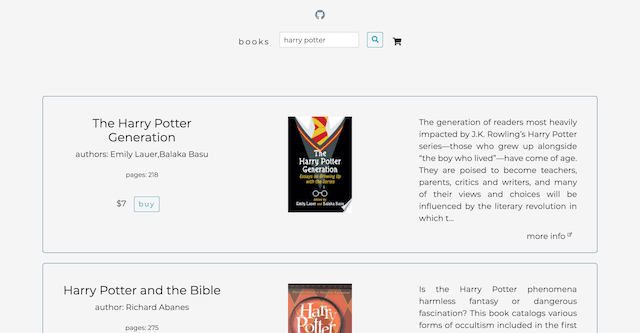 books
harry potter
The Harry Potter
Generation
authors: Emily Lauer,Balaka Basu
pages: 218
$7
buy
The
Harry Potter
Generation
Essays on Growing Up
with the Series
Edited by
Emily Lauer and Balaka Basu
The generation of readers most heavily
impacted by J.K. Rowling’s Harry Potter
series—those who grew up alongside
“the boy who lived”—have come of age.
They are poised to become teachers,
parents, critics and writers, and many
of their views and choices will be
influenced by the literary revolution in
which t...
more info
Harry Potter and the Bible
author: Richard Abanes
pages: 275
Harry
Potter
Is the Harry Potter phenomena
harmless fantasy or dangerous
fascination? This book catalogs various
forms of occultism included in the first